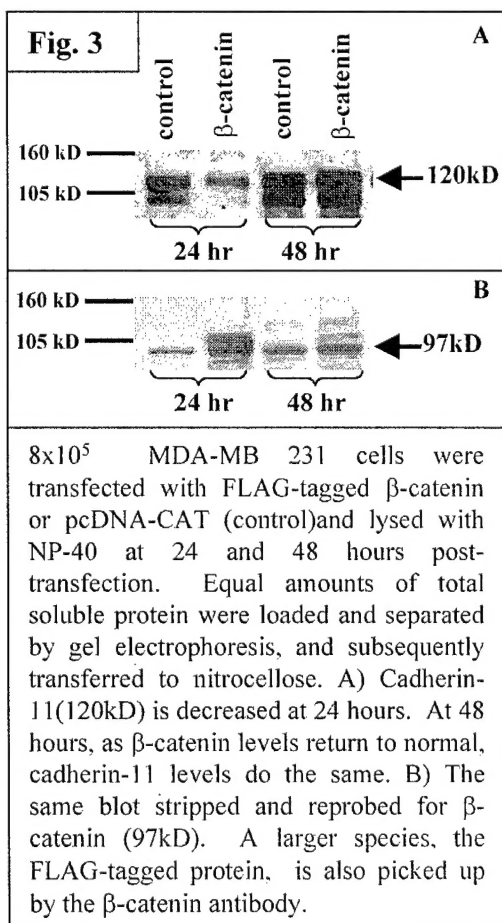 Fig. 3
A
control
β-catenin
control
β-catenin
160 kD
105 kD
120kD
24 hr
48 hr
B
160 kD
105 kD
97kD
24 hr
48 hr
8x10⁵ MDA-MB 231 cells were
transfected with FLAG-tagged β-catenin
or pcDNA-CAT (control)and lysed with
NP-40 at 24 and 48 hours post-
transfection. Equal amounts of total
soluble protein were loaded and separated
by gel electrophoresis, and subsequently
transferred to nitrocellose. A) Cadherin-
11(120kD) is decreased at 24 hours. At 48
hours, as β-catenin levels return to normal,
cadherin-11 levels do the same. B) The
same blot stripped and reprobed for β-
catenin (97kD). A larger species, the
FLAG-tagged protein, is also picked up
by the β-catenin antibody.